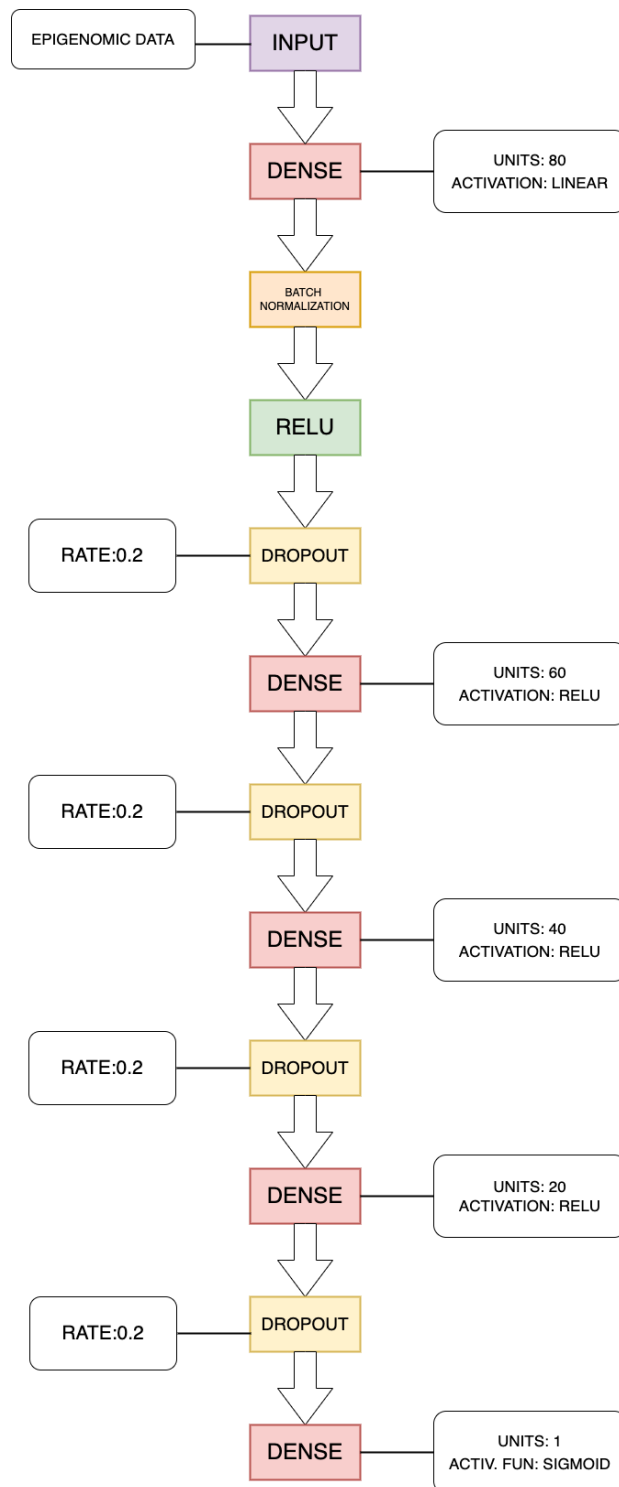 EPIGENOMIC DATA
INPUT
DENSE
UNITS: 80
ACTIVATION: LINEAR
BATCH
NORMALIZATION
RELU
RATE:0.2
DROPOUT
DENSE
UNITS: 60
ACTIVATION: RELU
RATE:0.2
DROPOUT
DENSE
UNITS: 40
ACTIVATION: RELU
RATE:0.2
DROPOUT
DENSE
UNITS: 20
ACTIVATION: RELU
RATE:0.2
DROPOUT
DENSE
UNITS: 1
ACTIV. FUN: SIGMOID